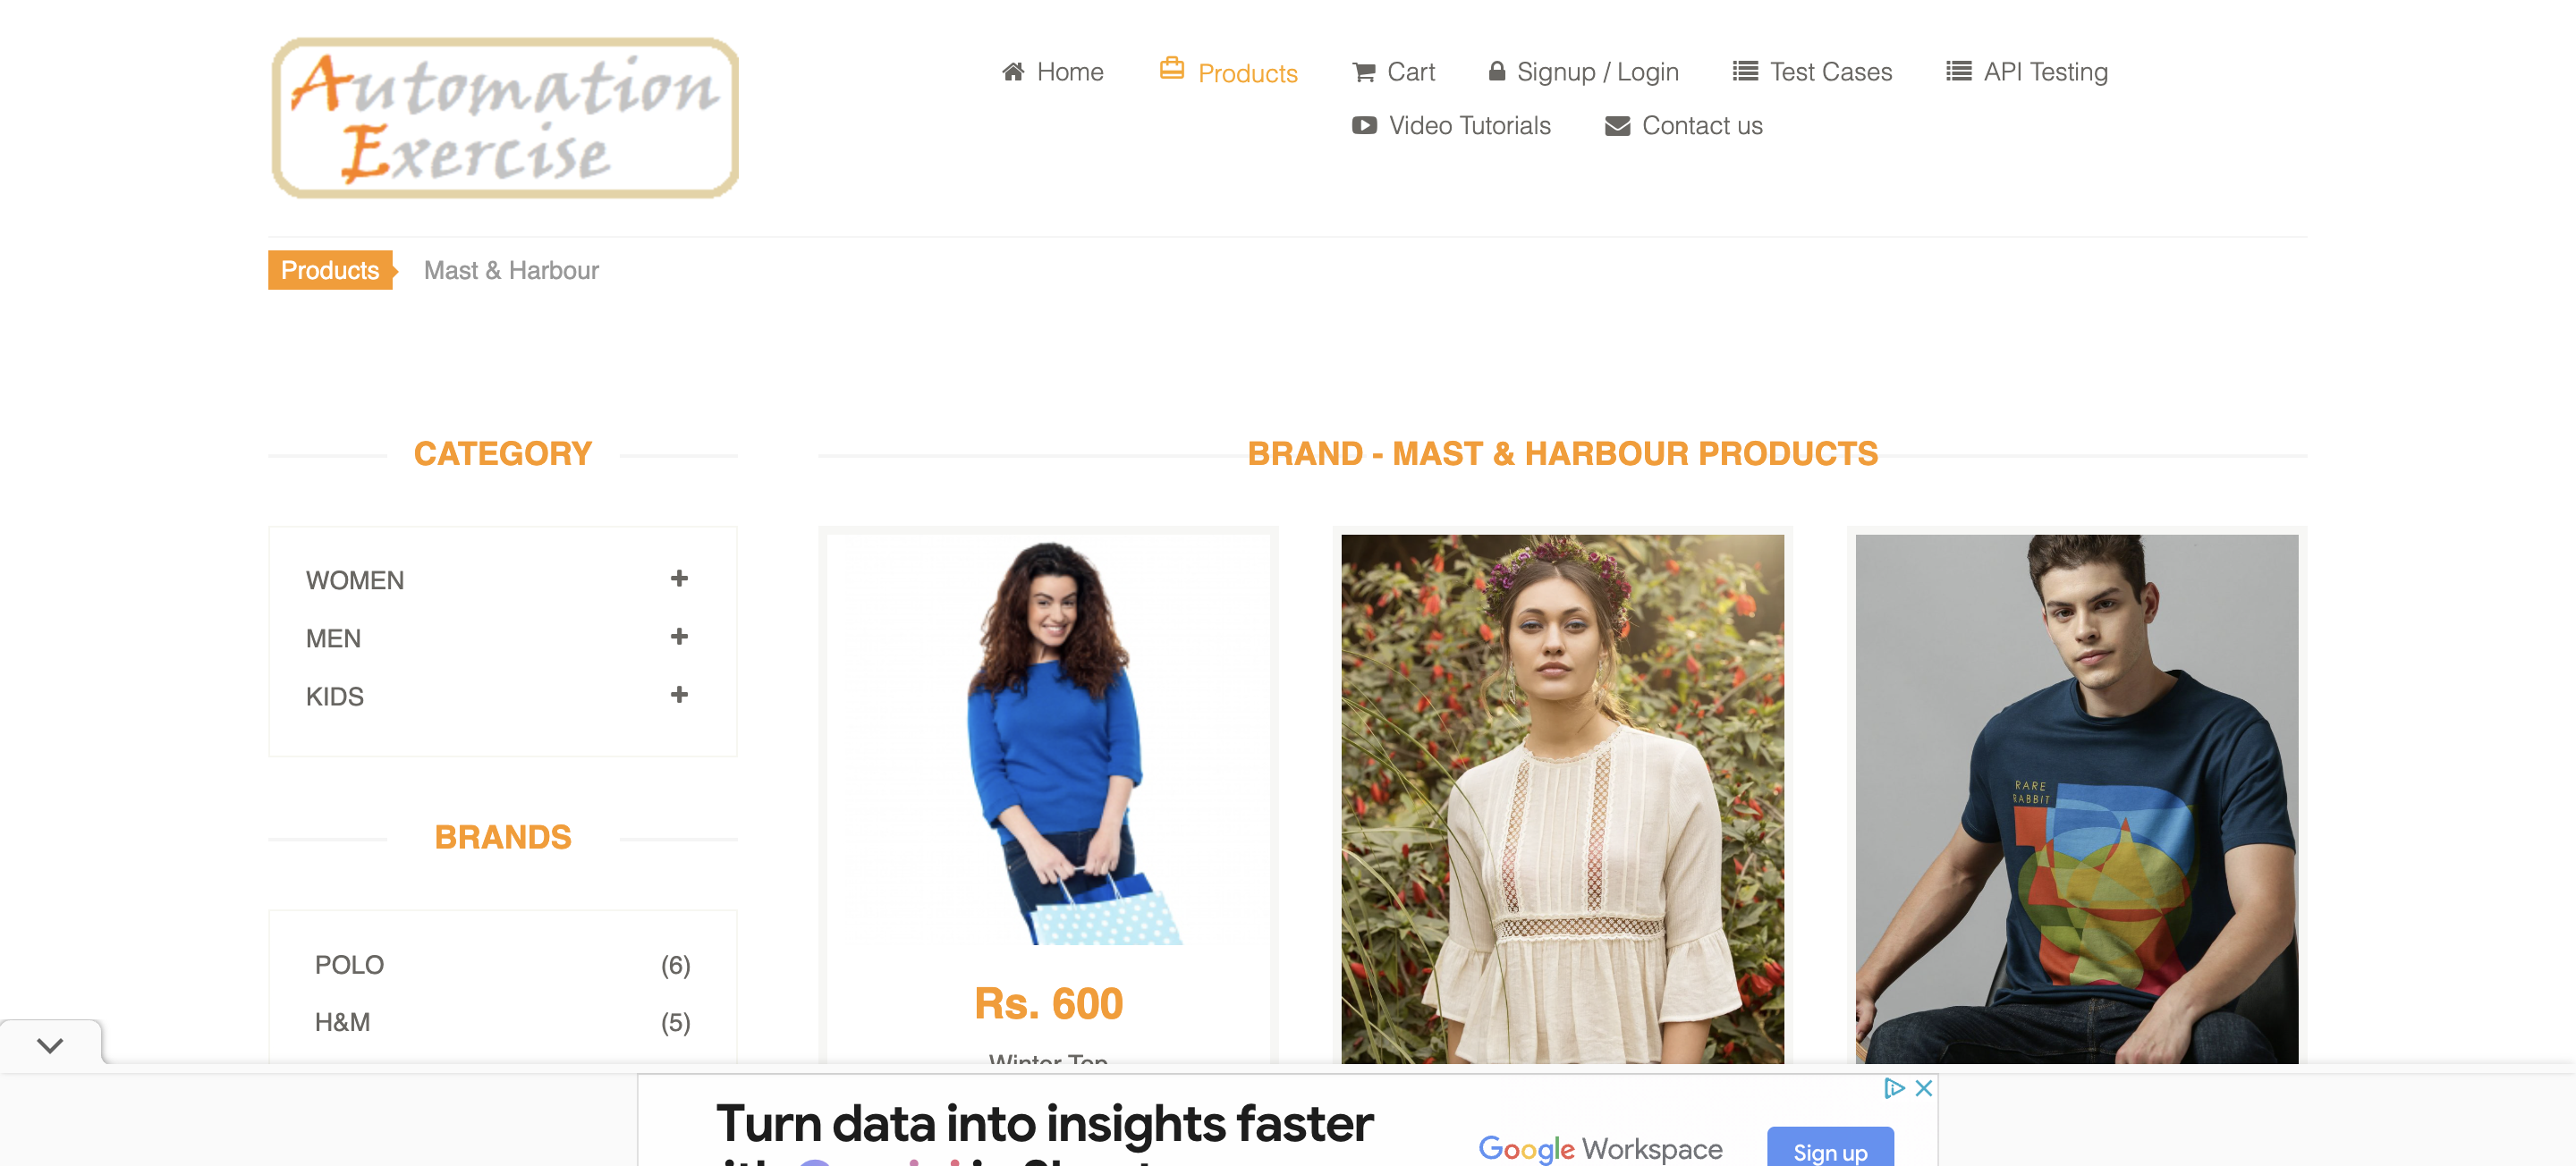 Automation
Exercise
Home
Products
Cart
Signup / Login
Test Cases
API Testing
Video Tutorials
Contact us
Products
Mast & Harbour
CATEGORY
WOMEN
MEN
KIDS
BRANDS
POLO (6)
H&M (5)
BRAND - MAST & HARBOUR PRODUCTS
Rs. 600
Winter Top
RARE
RABBIT
Turn data into insights faster
Google Workspace
Sign up